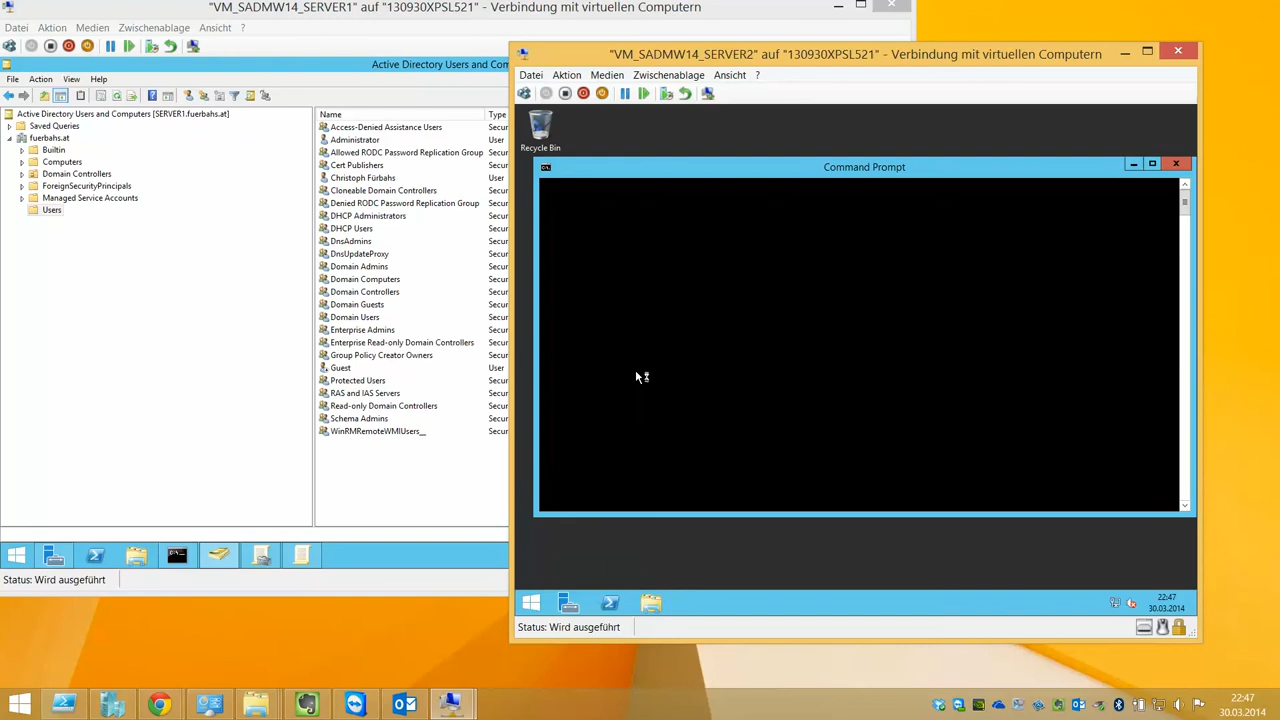 "VM_SADMW14_SERVER1" auf "130930XPSL521" - Verbindung mit virtuellen Computern
Datei Aktion Medien Zwischenablage Ansicht ?
Active Directory Users and Com
File Action View Help
Active Directory Users and Computers [SERVER1.fuerbahs.at]
Saved Queries
fuerbahs.at
Builtin
Computers
Domain Controllers
ForeignSecurityPrincipals
Managed Service Accounts
Users
Name Type
Access-Denied Assistance Users Secur
Administrator User
Allowed RODC Password Replication Group Secur
Cert Publishers Secur
Christoph Fürbahs User
Cloneable Domain Controllers Secur
Denied RODC Password Replication Group Secur
DHCP Administrators Secur
DHCP Users Secur
DnsAdmins Secur
DnsUpdateProxy Secur
Domain Admins Secur
Domain Computers Secur
Domain Controllers Secur
Domain Guests Secur
Domain Users Secur
Enterprise Admins Secur
Enterprise Read-only Domain Controllers Secur
Group Policy Creator Owners Secur
Guest User
Protected Users Secur
RAS and IAS Servers Secur
Read-only Domain Controllers Secur
Schema Admins Secur
WinRMRemoteWMIUsers__ Secur
Status: Wird ausgeführt
"VM_SADMW14_SERVER2" auf "130930XPSL521" - Verbindung mit virtuellen Computern
Datei Aktion Medien Zwischenablage Ansicht ?
Recycle Bin
Command Prompt
22:47
30.03.2014
Status: Wird ausgeführt
22:47
30.03.2014